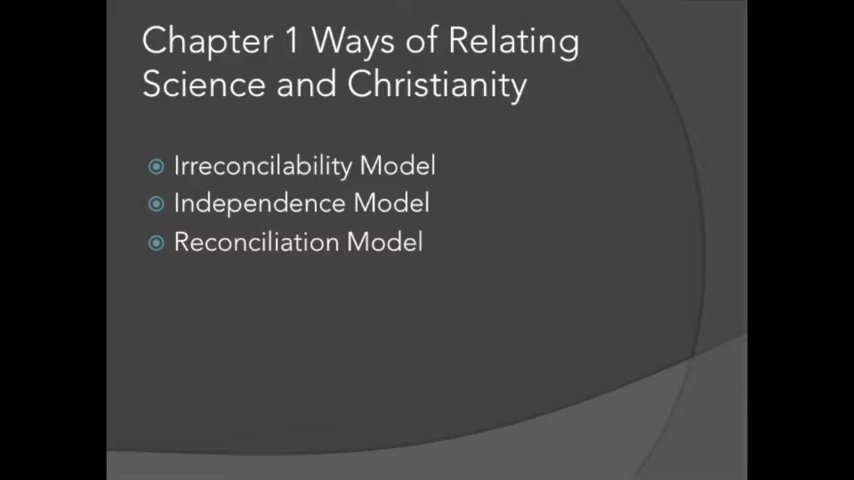 Chapter 1 Ways of Relating
Science and Christianity
Irreconcilability Model
Independence Model
Reconciliation Model